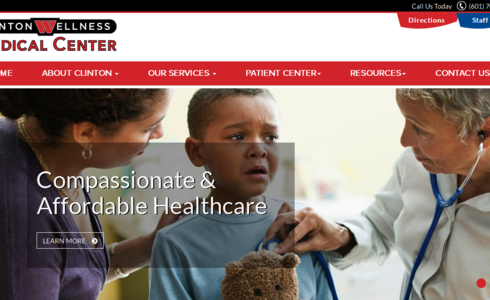 Call Us Today (601) 7
Directions Staff
NTON WELLNESS
DICAL CENTER
ME ABOUT CLINTON OUR SERVICES PATIENT CENTER RESOURCES CONTACT US
Compassionate &
Affordable Healthcare
LEARN MORE